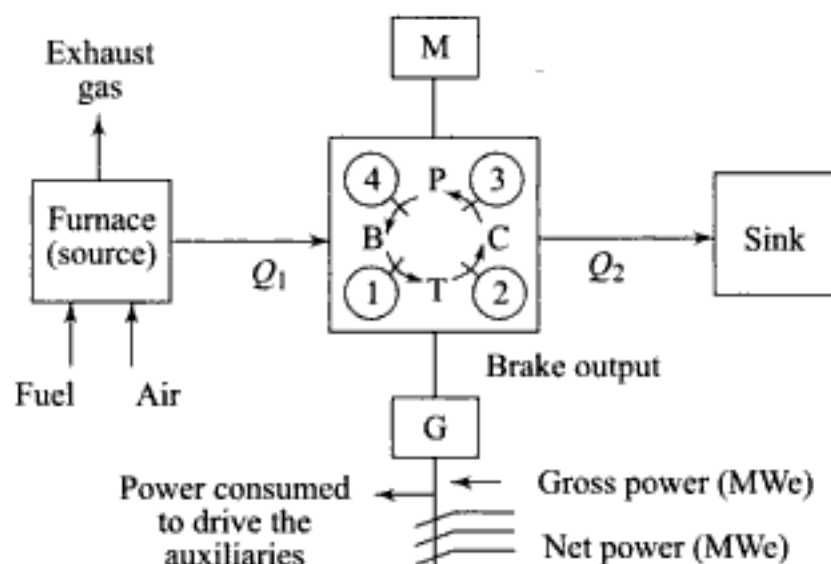 M
Exhaust
gas
4
P
3
Furnace
(source)
B
C
Sink
Q1
Q2
1
T
2
Brake output
Fuel
Air
G
Power consumed
to drive the
auxiliaries
Gross power (MWe)
Net power (MWe)